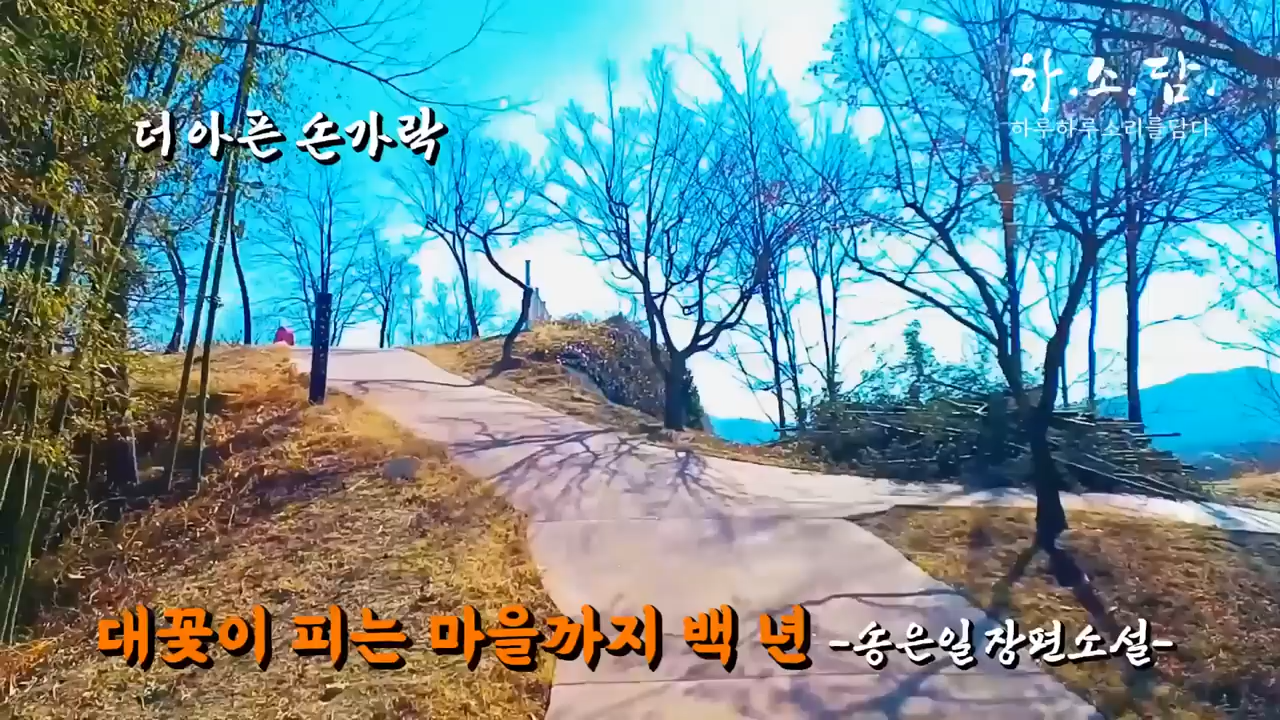 하.소.담.
하루하루소리를담다
더 아픈 손가락
대꽃이 피는 마을까지 백 년 -송은일 장편소설-